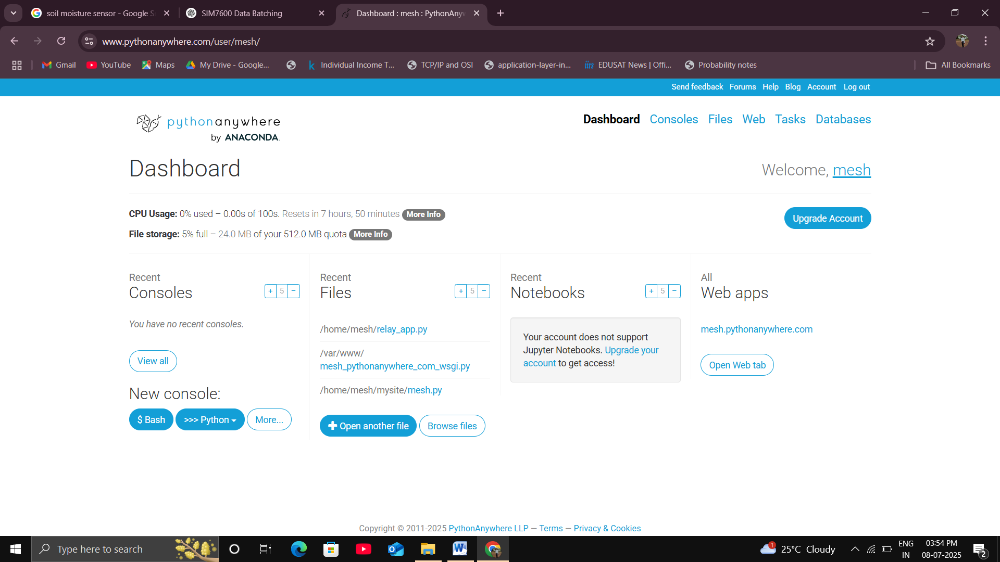 soil moisture sensor - Google S
SIM7600 Data Batching
Dashboard : mesh : PythonAnyw
www.pythonanywhere.com/user/mesh/
Gmail
YouTube
Maps
My Drive - Google...
Individual Income T...
TCP/IP and OSI
application-layer-in...
iirs
EDUSAT News | Offi...
Probability notes
All Bookmarks
Send feedback Forums Help Blog Account Log out
pythonanywhere
by ANACONDA.
Dashboard Consoles Files Web Tasks Databases
Dashboard
Welcome, mesh
CPU Usage: 0% used – 0.00s of 100s. Resets in 7 hours, 50 minutes More Info
Upgrade Account
File storage: 5% full – 24.0 MB of your 512.0 MB quota More Info
Recent
Consoles
+ 5 −
You have no recent consoles.
View all
New console:
$ Bash
>>> Python
More...
Recent
Files
+ 5 −
/home/mesh/relay_app.py
/var/www/
mesh_pythonanywhere_com_wsgi.py
/home/mesh/mysite/mesh.py
+ Open another file
Browse files
Recent
Notebooks
+ 5 −
Your account does not support
Jupyter Notebooks. Upgrade your
account to get access!
All
Web apps
mesh.pythonanywhere.com
Open Web tab
Copyright © 2011-2025 PythonAnywhere LLP — Terms — Privacy & Cookies
Type here to search
1
25°C Cloudy
ENG
IN
03:54 PM
08-07-2025
2